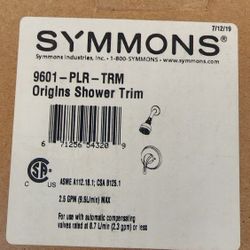 7/12/19
SYMMONS®
Symmons Industries, Inc. • 1-800-SYMMONS • www.symmons.com
9601-PLR-TRM
Origins Shower Trim
6 71256 54320 9
ASME A112.18.1; CSA B125.1
2.5 GPM (9.5L/min) MAX
For use with automatic compensating
valves rated at 8.7 L/min (2.3 gpm) or less